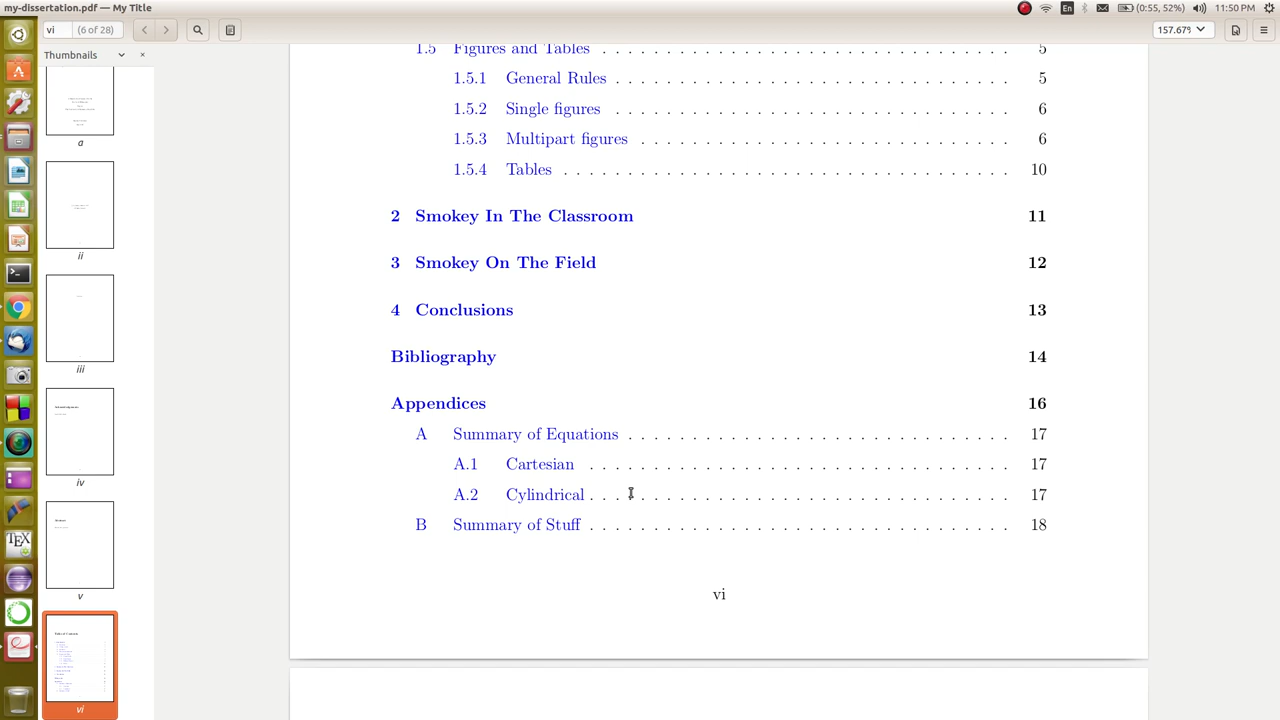 my-dissertation.pdf — My Title
En
(0:55, 52%)
11:50 PM
vi
(6 of 28)
157.67%
Thumbnails
a
ii
iii
iv
v
vi
1.5 Figures and Tables . . . . . . . . . . . . . . . . . . . . . . . . . . . . . . . 5
1.5.1 General Rules . . . . . . . . . . . . . . . . . . . . . . . . . . . . . . 5
1.5.2 Single figures . . . . . . . . . . . . . . . . . . . . . . . . . . . . . . 6
1.5.3 Multipart figures . . . . . . . . . . . . . . . . . . . . . . . . . . . . 6
1.5.4 Tables . . . . . . . . . . . . . . . . . . . . . . . . . . . . . . . . . . 10
2 Smokey In The Classroom 11
3 Smokey On The Field 12
4 Conclusions 13
Bibliography 14
Appendices 16
A Summary of Equations . . . . . . . . . . . . . . . . . . . . . . . . . . . . . 17
A.1 Cartesian . . . . . . . . . . . . . . . . . . . . . . . . . . . . . . . . 17
A.2 Cylindrical . . . . . . . . . . . . . . . . . . . . . . . . . . . . . . . . 17
B Summary of Stuff . . . . . . . . . . . . . . . . . . . . . . . . . . . . . . . . 18
vi
TEX